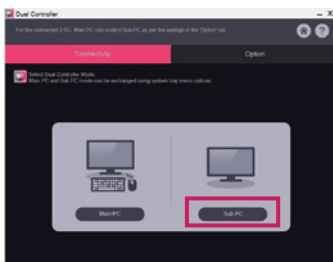 Dual Controller
For the connected 2 PC, Main PC can control Sub PC as per the settings in the 'Option' tab
Connectivity
Option
Select Dual Controller Mode.
Main PC and Sub PC mode can be exchanged using system tray menu options.
Main PC
Sub PC